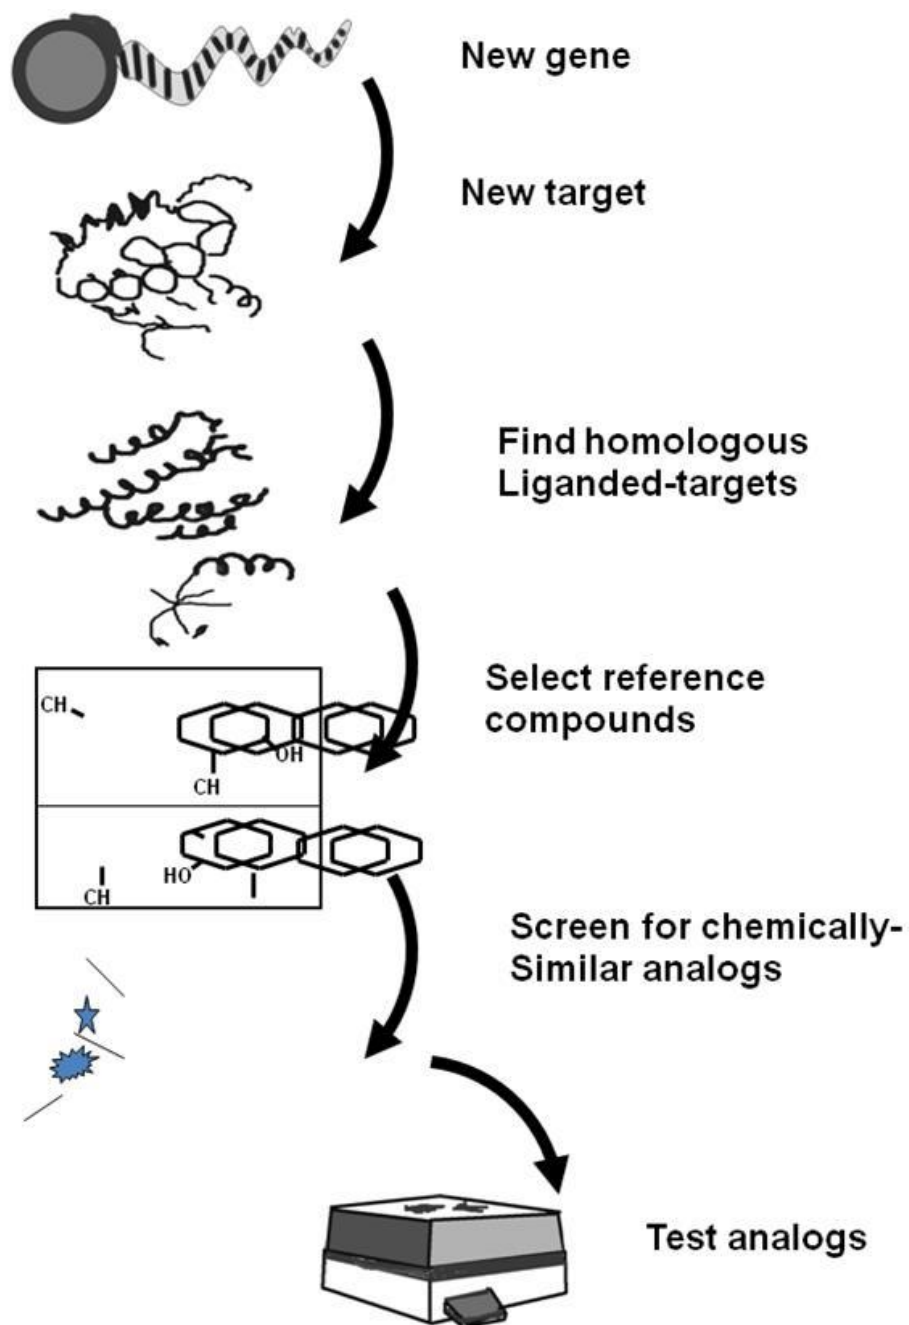 New gene
New target
Find homologous
Liganded-targets
Select reference
compounds
CH
OH
CH
HO
CH
Screen for chemically-
Similar analogs
Test analogs